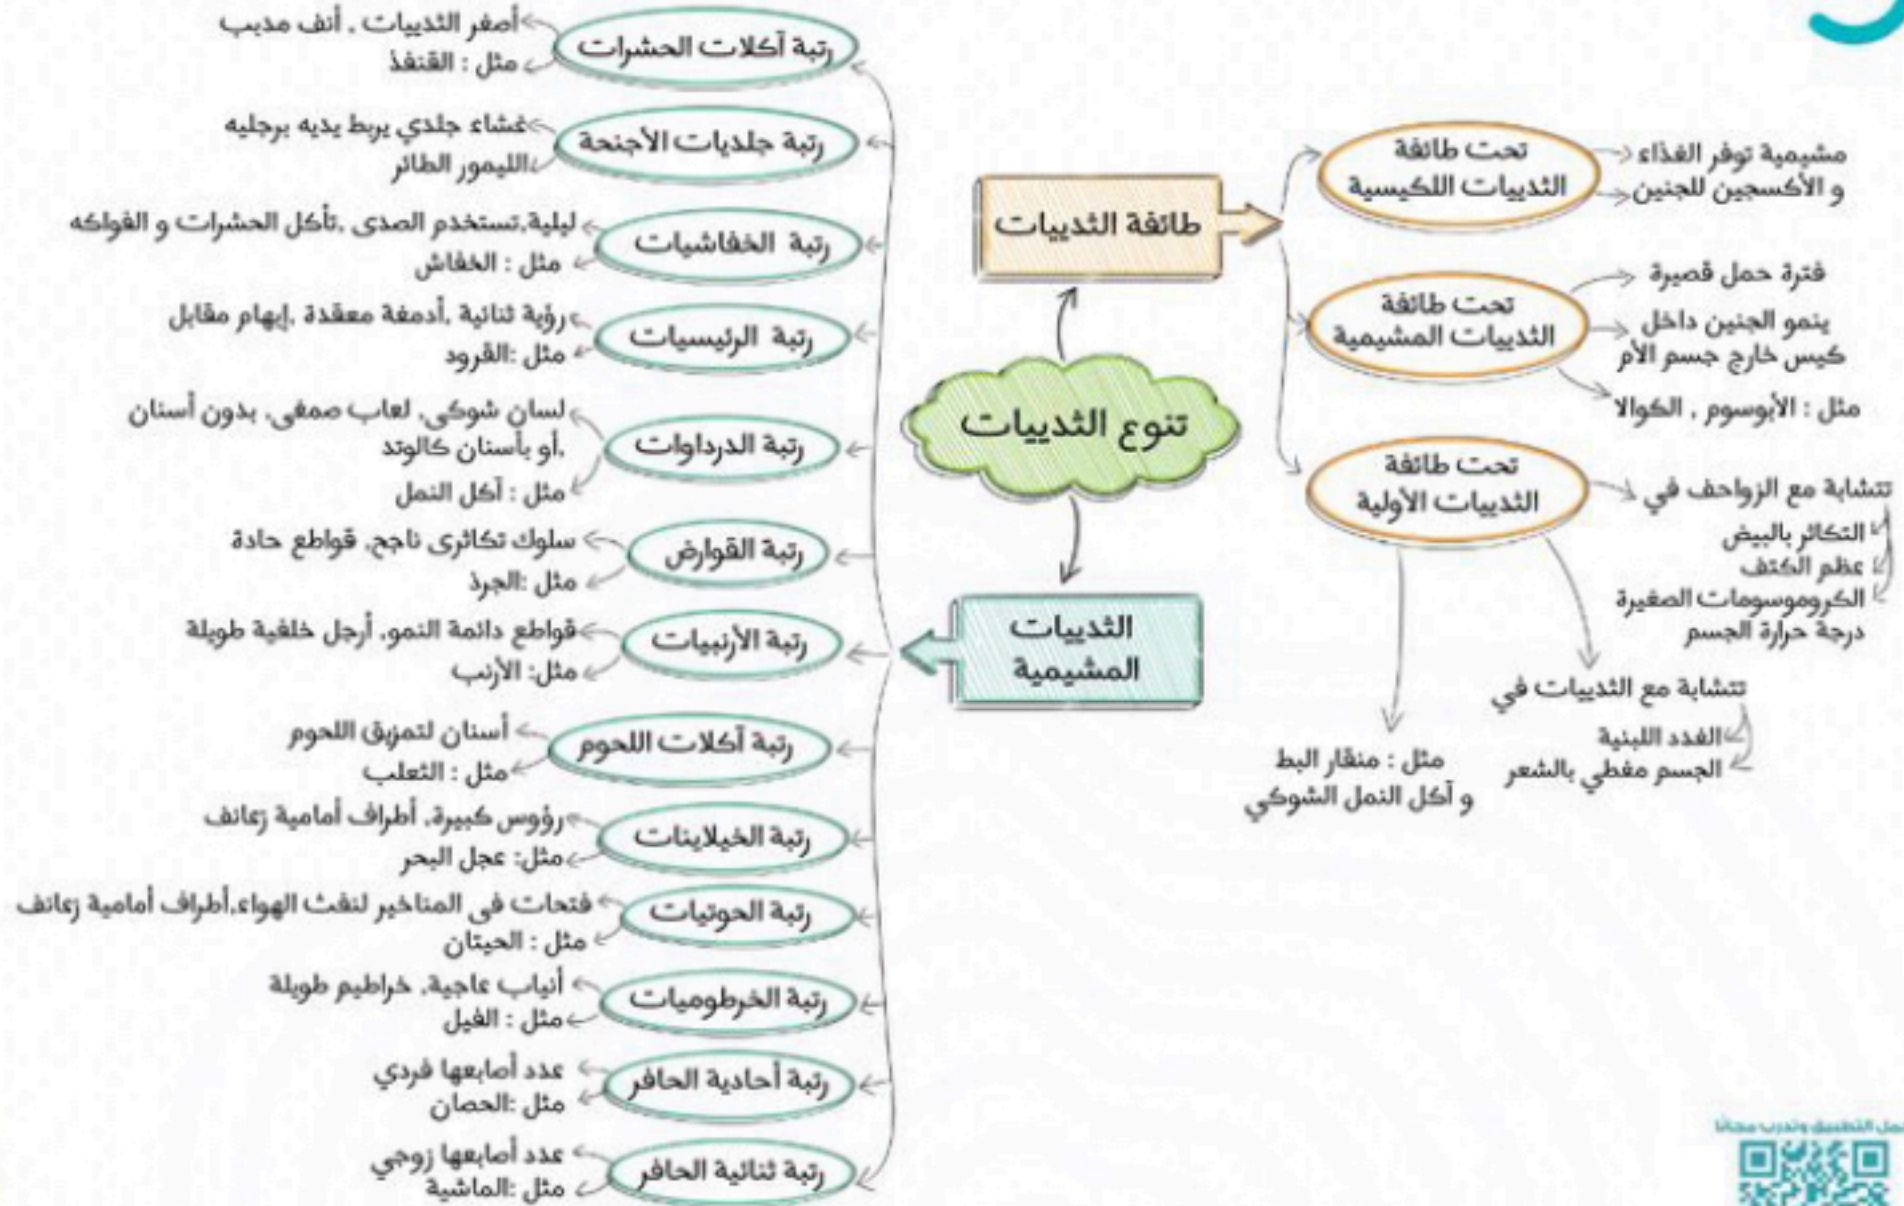 تنوع الثدييات
طائفة الثدييات
تحت طائفة
الثدييات اللكيسية
مشيمية توفر الغذاء
و الأكسجين للجنين
تحت طائفة
الثدييات المشيمية
فترة حمل قصيرة
ينمو الجنين داخل
كيس خارج جسم الأم
مثل : الأبوسوم , الكوالا
تحت طائفة
الثدييات الأولية
تتشابة مع الزواحف في
التكاثر بالبيض
عظم الكتف
الكروموسومات الصغيرة
درجة حرارة الجسم
تتشابة مع الثدييات في
الغدد اللبنية
الجسم مغطي بالشعر
مثل : منقار البط
و آكل النمل الشوكي
الثدييات
المشيمية
رتبة آكلات الحشرات
أصغر الثدييات , أنف مدبب
مثل : القنفذ
رتبة جلديات الأجنحة
غشاء جلدي يربط يديه برجليه
الليمور الطائر
رتبة الخفاشيات
ليلية,تستخدم الصدى ,تأكل الحشرات و الفواكه
مثل : الخفاش
رتبة الرئيسيات
رؤية ثنائية ,أدمغة معقدة ,إبهام مقابل
مثل :القرود
رتبة الدرداوات
لسان شوكى, لعاب صمغى, بدون أسنان
,أو بأسنان كالوتد
مثل : آكل النمل
رتبة القوارض
سلوك تكاثرى ناجح, قواطع حادة
مثل :الجرذ
رتبة الأرنبيات
قواطع دائمة النمو, أرجل خلفية طويلة
مثل: الأرنب
رتبة آكلات اللحوم
أسنان لتمزيق اللحوم
مثل : الثعلب
رتبة الخيلاينات
رؤوس كبيرة, أطراف أمامية زعانف
مثل: عجل البحر
رتبة الحوتيات
فتحات فى المناخير لنفث الهواء,أطراف أمامية زعانف
مثل : الحيتان
رتبة الخرطوميات
أنياب عاجية, خراطيم طويلة
مثل : الفيل
رتبة أحادية الحافر
عدد أصابعها فردي
مثل :الحصان
رتبة ثنائية الحافر
عدد أصابعها زوجي
مثل :الماشية
التطبيق وتدرب مجانا